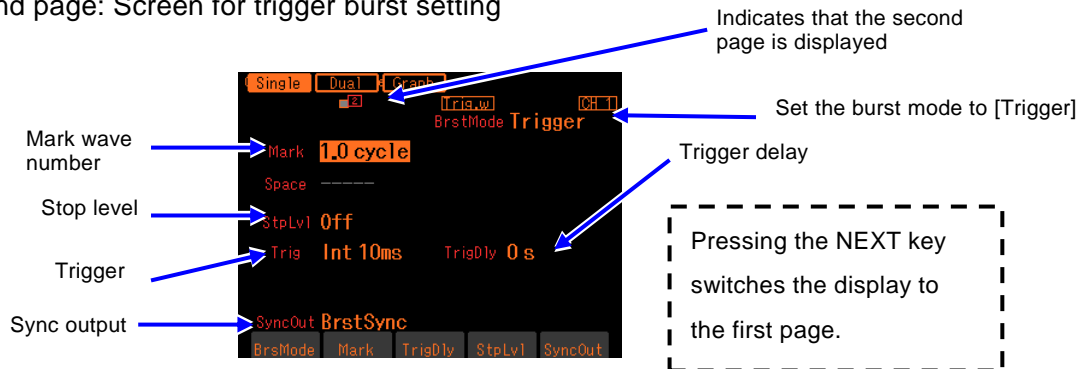 nd page: Screen for trigger burst setting
Indicates that the second
page is displayed
Single Dual Graph
2
Trig.w CH 1
BrstMode Trigger
Set the burst mode to [Trigger]
Mark wave
number
Mark 1.0 cycle
Trigger delay
Space -----
Stop level
StpLvl Off
Trigger
Trig Int 10ms TrigDly 0 s
Pressing the NEXT key
switches the display to
the first page.
Sync output
SyncOut BrstSync
BrsMode Mark TrigDly StpLvl SyncOut